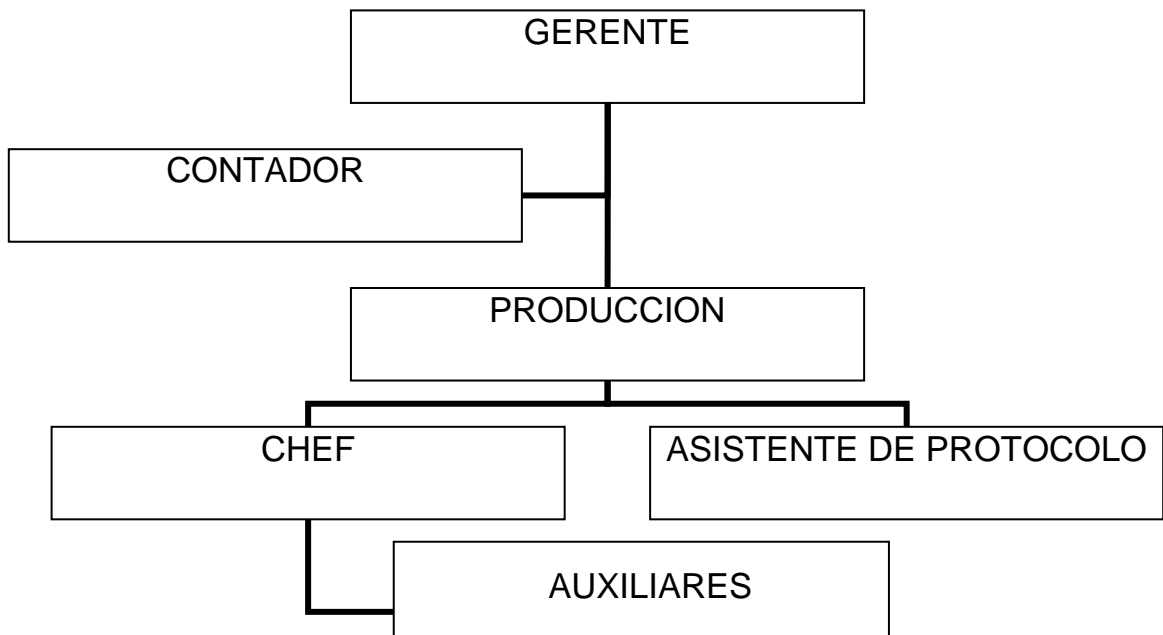 GERENTE
CONTADOR
PRODUCCION
CHEF
ASISTENTE DE PROTOCOLO
AUXILIARES